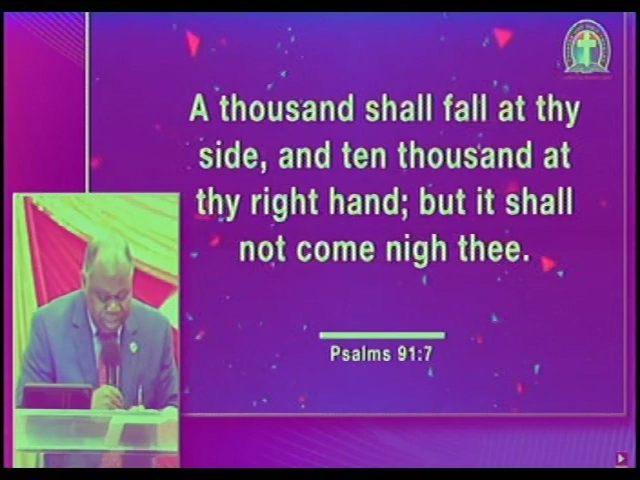 A thousand shall fall at thy
side, and ten thousand at
thy right hand; but it shall
not come nigh thee.
Psalms 91:7